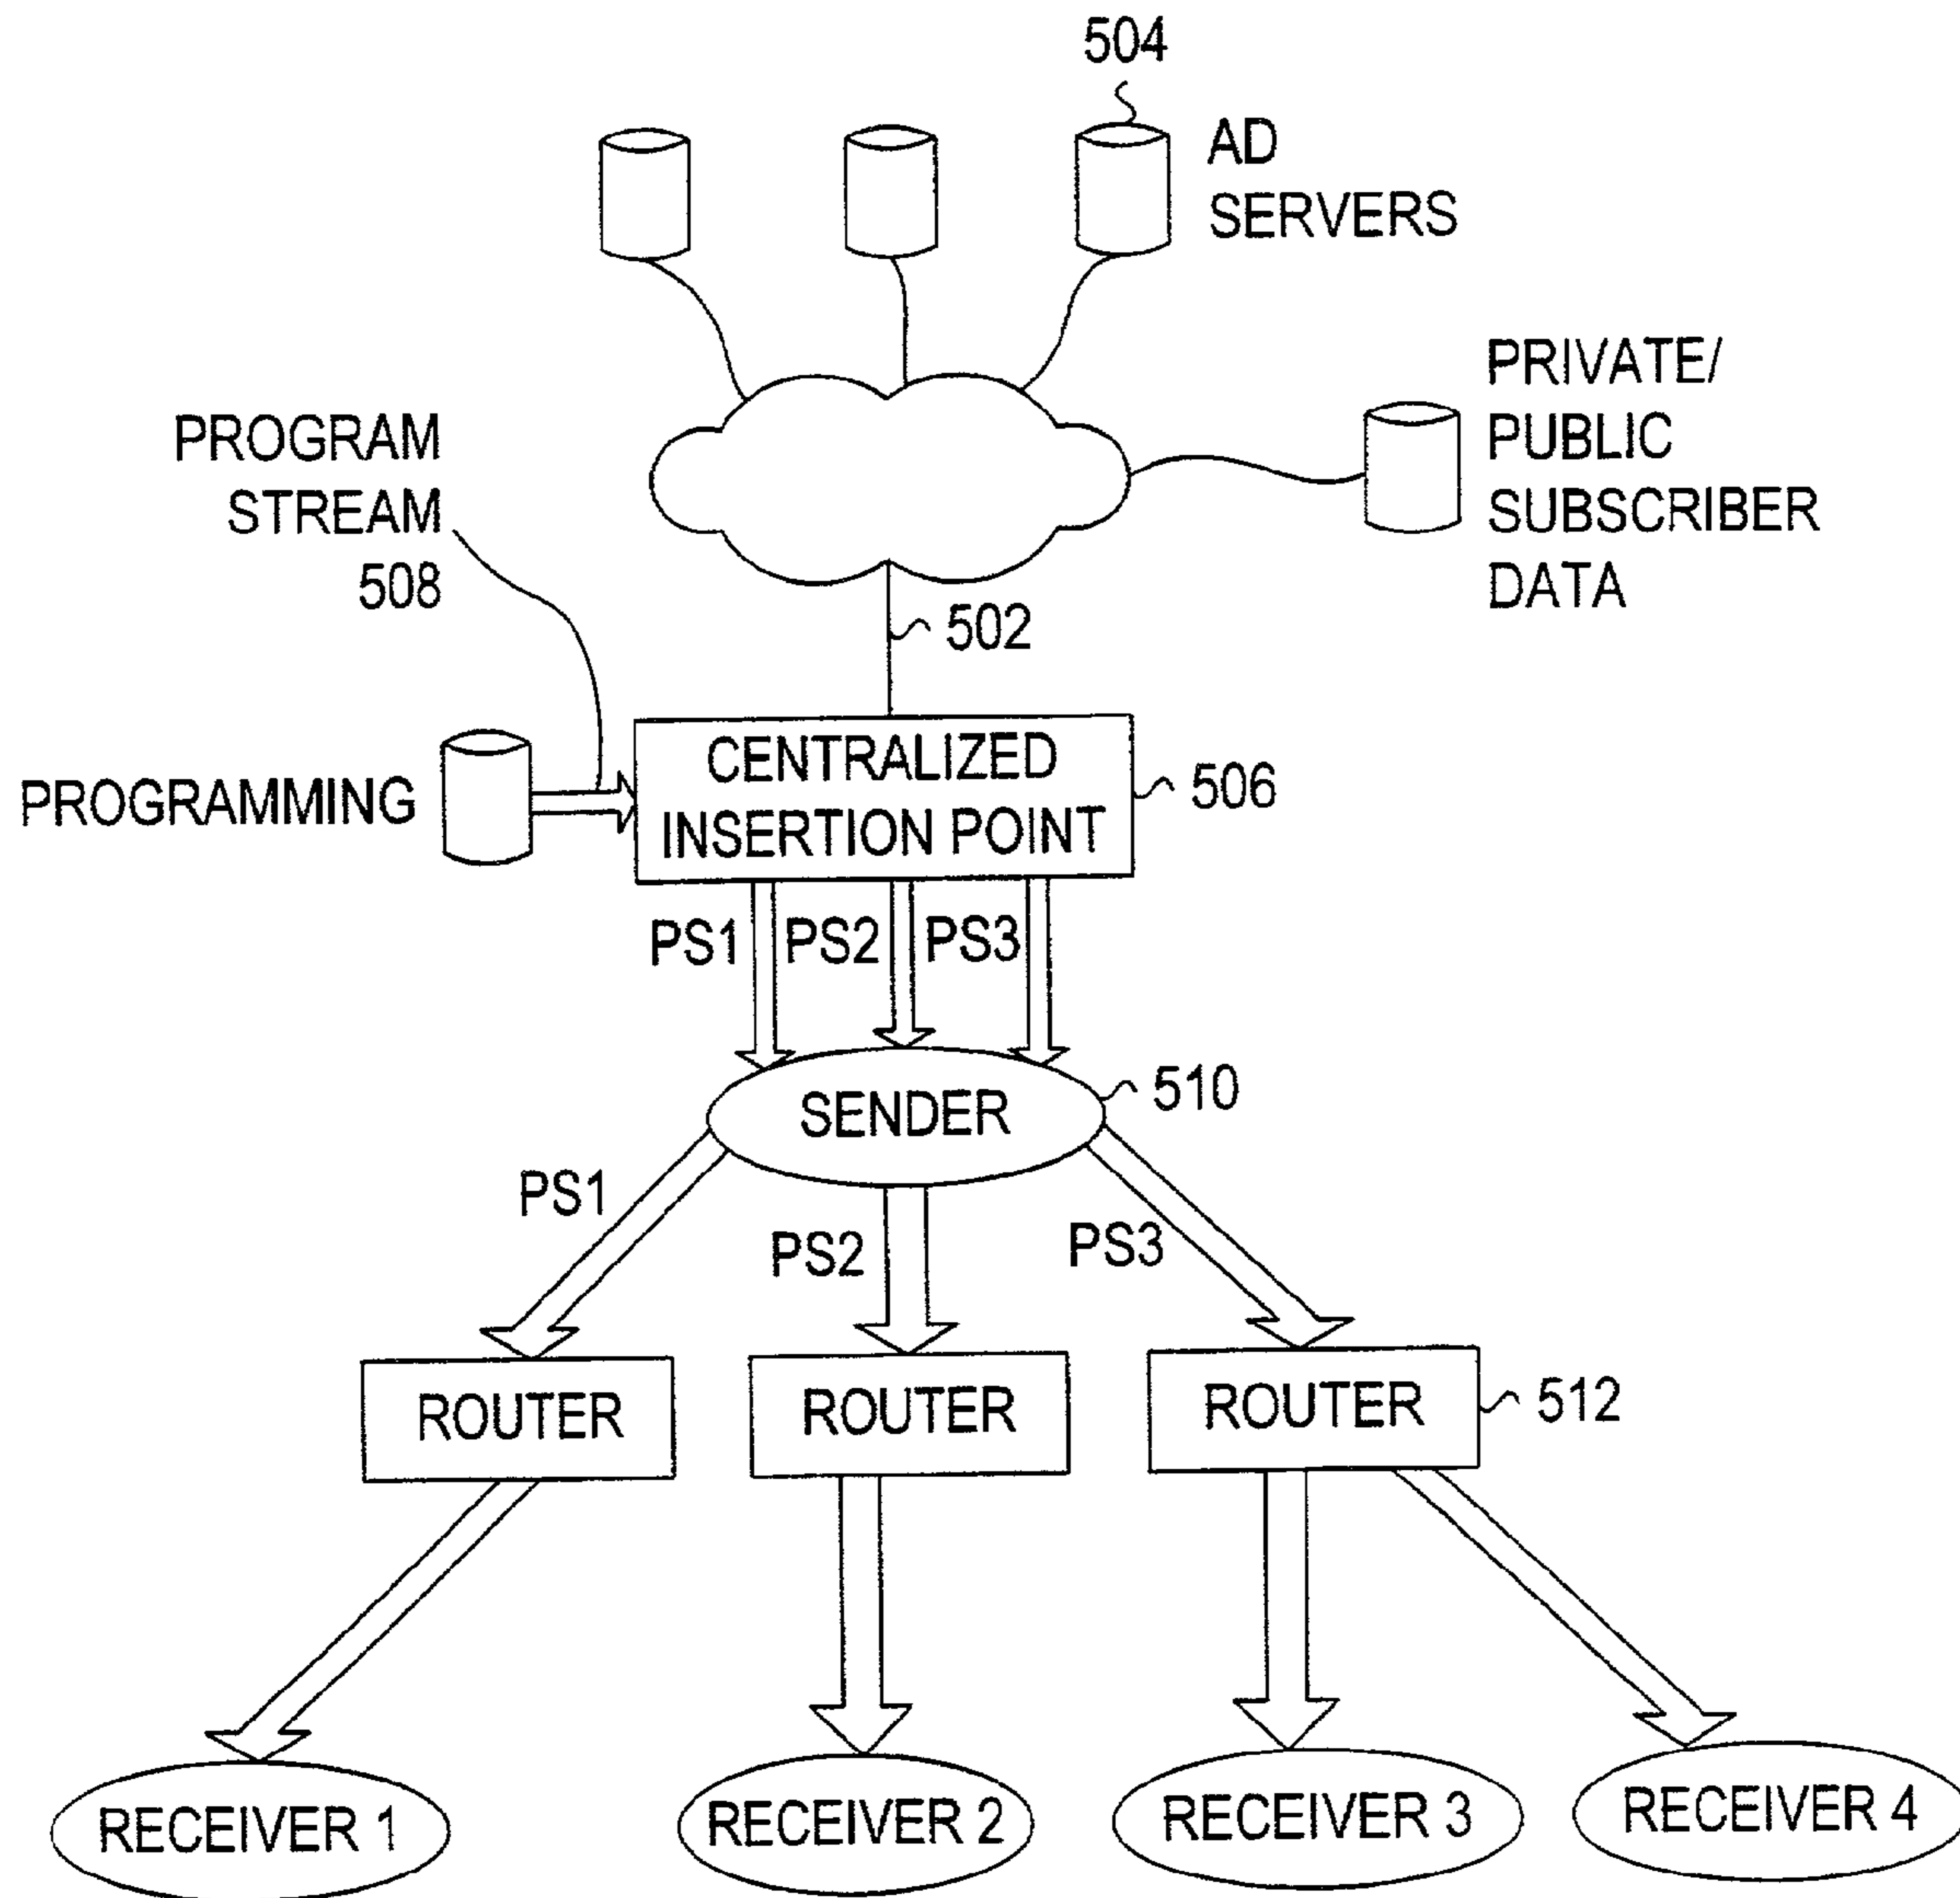 504
AD
SERVERS
PROGRAM
STREAM
508
PRIVATE/
PUBLIC
SUBSCRIBER
DATA
502
PROGRAMMING
CENTRALIZED
INSERTION POINT
506
PS1
PS2
PS3
SENDER
510
PS1
PS2
PS3
ROUTER
ROUTER
ROUTER
512
RECEIVER 1
RECEIVER 2
RECEIVER 3
RECEIVER 4